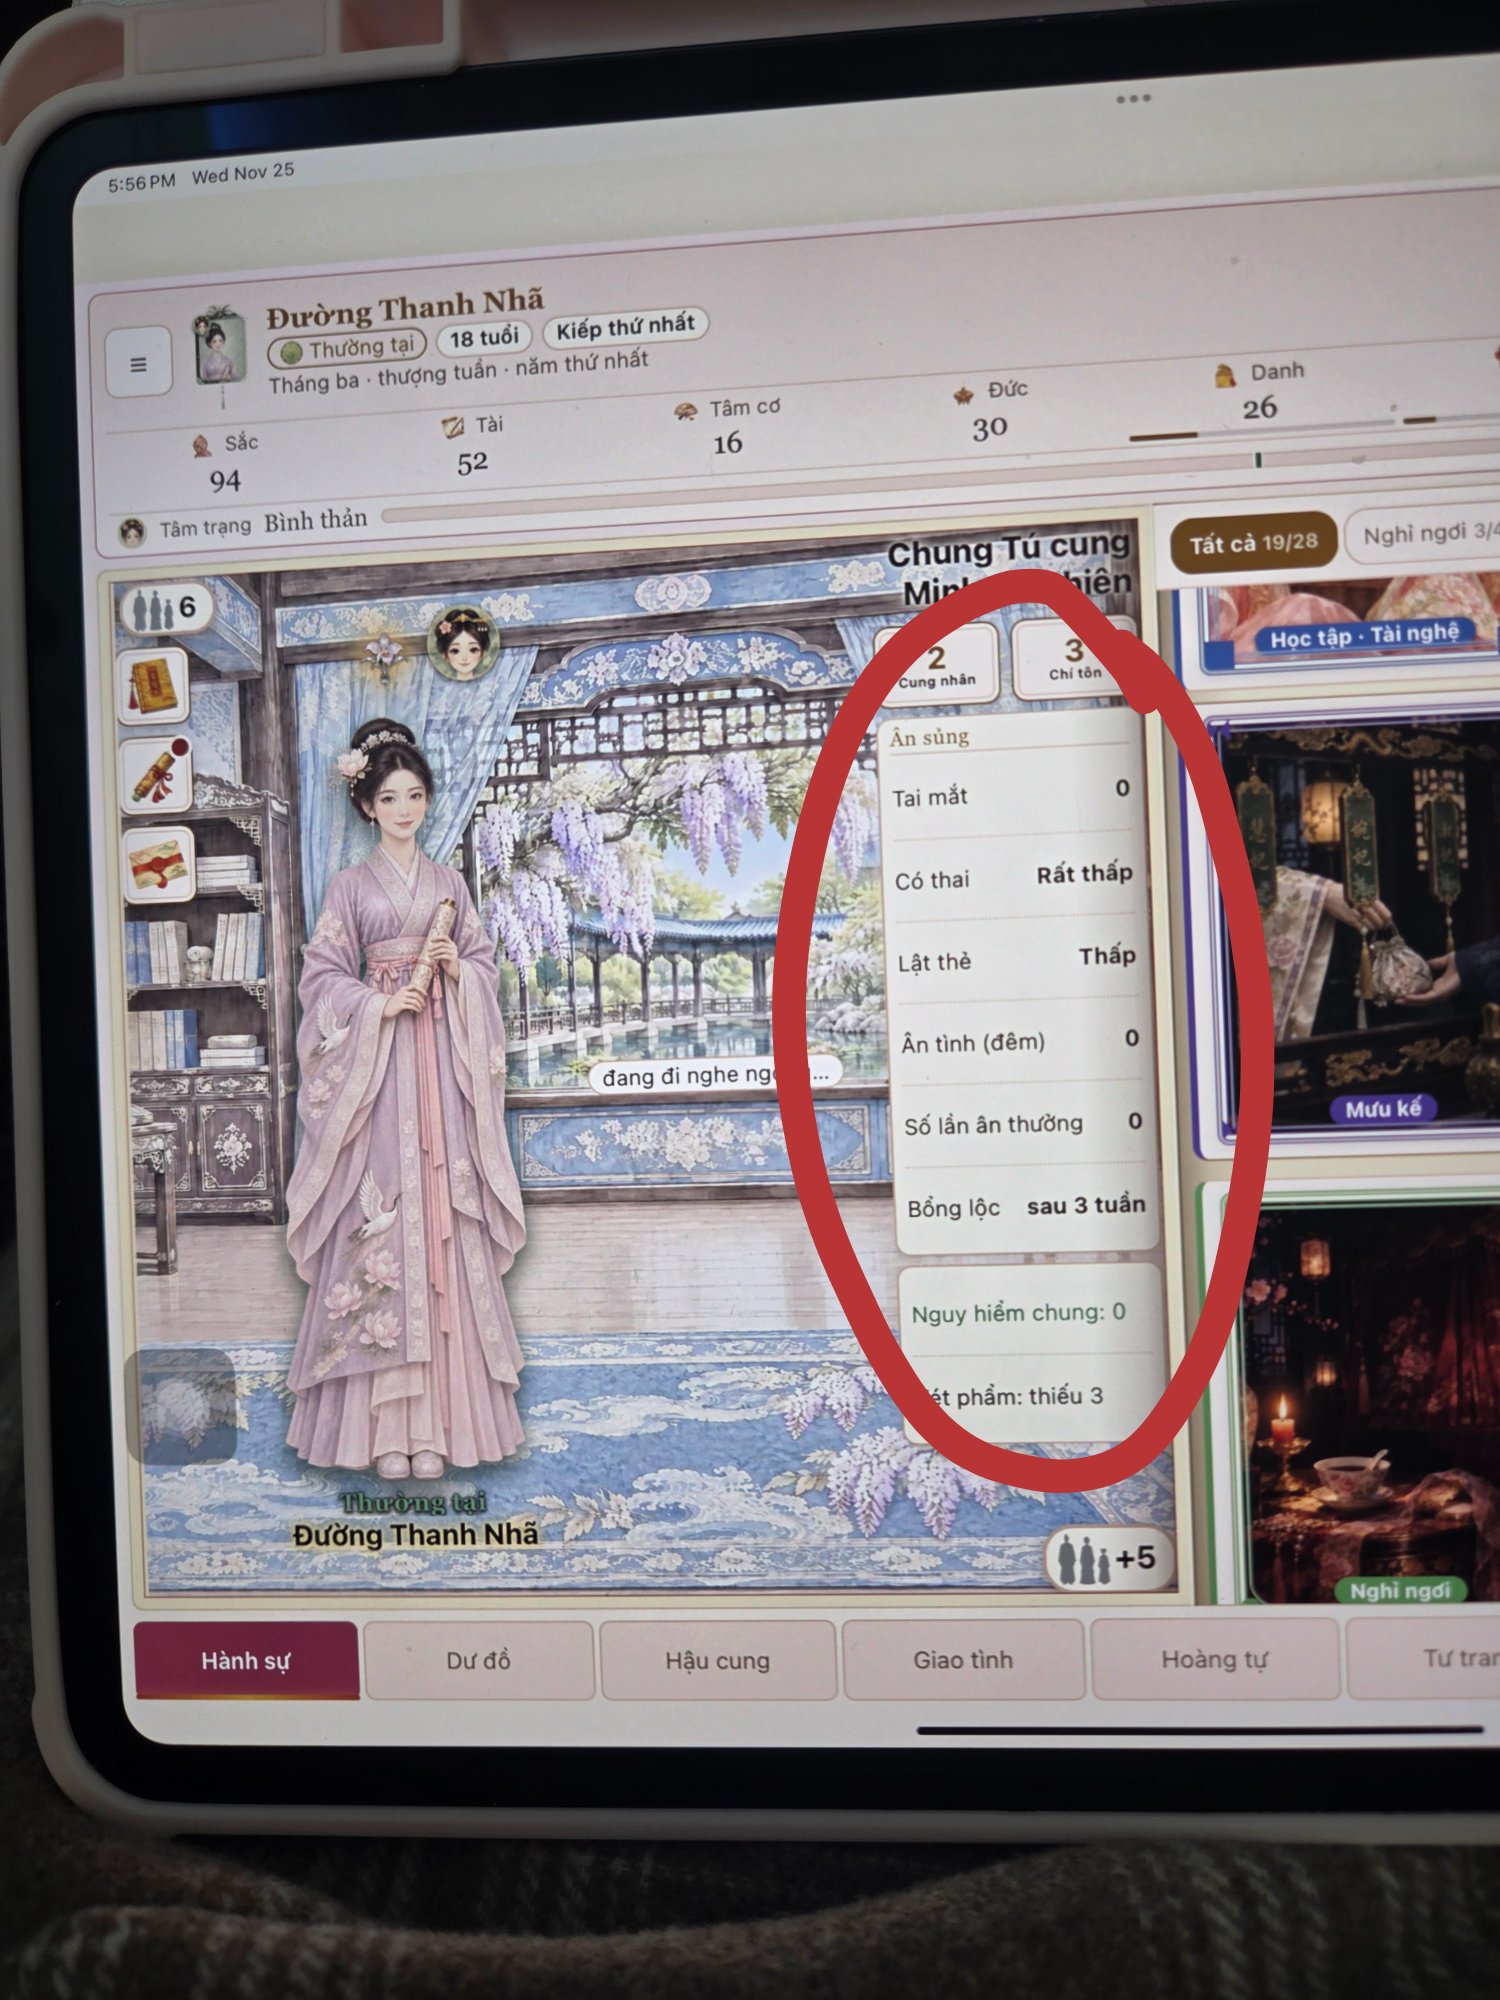 5:56 PM Wed Nov 25
Đường Thanh Nhã
Thường tại 18 tuổi Kiếp thứ nhất
Tháng ba · thượng tuần · năm thứ nhất
Sắc
94
Tài
52
Tâm cơ
16
Đức
30
Danh
26
Tâm trạng Bình thản
Chung Tú cung
6
2
Cung nhân
3
Chí tôn
Ân sủng
Tai mắt 0
Có thai Rất thấp
Lật thẻ Thấp
Ân tình (đêm) 0
Số lần ân thưởng 0
Bổng lộc sau 3 tuần
Nguy hiểm chung: 0
phẩm: thiếu 3
đang đi nghe
Thường tại
Đường Thanh Nhã
+5
Tất cả 19/28
Nghỉ ngơi
Học tập · Tài nghệ
Mưu kế
Nghỉ ngơi
Hành sự
Dư đồ
Hậu cung
Giao tình
Hoàng tự
Tư